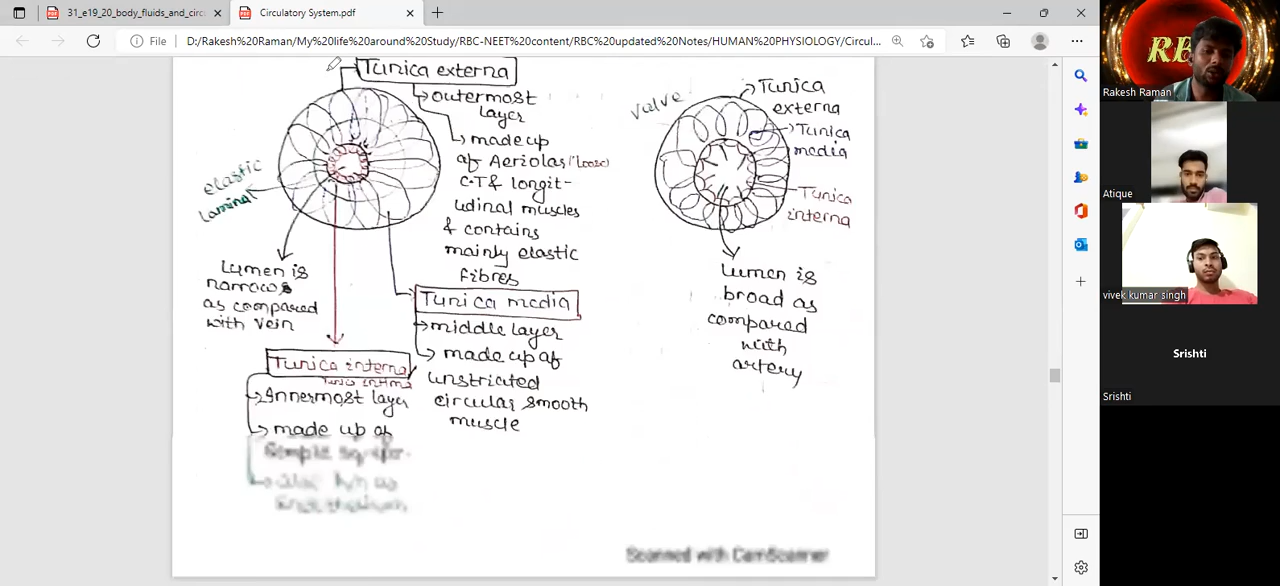 31_e19_20_body_fluids_and_circ
Circulatory System.pdf
File
D:/Rakesh%20Raman/My%20life%20around%20Study/RBC-NEET%20content/RBC%20updated%20Notes/HUMAN%20PHYSIOLOGY/Circul...
Tunica externa
outermost
layer
made up
of Aeriolas("loose)
C.T & longit-
udinal muscles
& contains
mainly elastic
fibres
elastic
lamina
Lumen is
narrow
as compared
with vein
Tunica media
middle layer
made up of
unstriated
circular smooth
muscle
Tunica interna
Tunica intima
Innermost layer
made up of
valve
Tunica
externa
Tunica
media
Tunica
interna
Lumen is
broad as
compared
with
artery
Scanned with CamScanner
RB
Rakesh Raman
Atique
vivek kumar singh
Srishti
Srishti